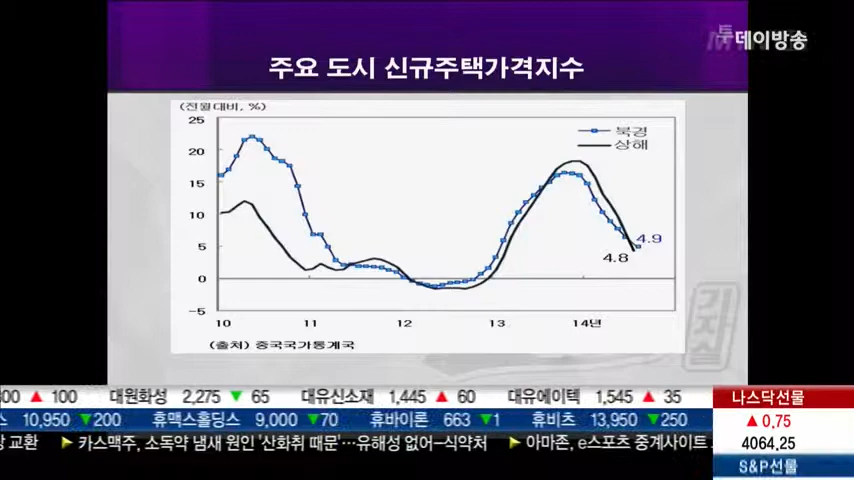 투데이방송
주요 도시 신규주택가격지수
(전월대비, %)
25
20
15
10
5
0
-5
북경
상해
4.9
4.8
10 11 12 13 14년
(출처) 중국국가통계국
기자실
00 ▲ 100 대원화성 2,275 ▼ 65 대유신소재 1,445 ▲ 60 대유에이텍 1,545 ▲ 35
스 10,950 ▼200 휴맥스홀딩스 9,000 ▼70 휴바이론 663 ▼1 휴비츠 13,950 ▼250
교환 ▶ 카스맥주, 소독약 냄새 원인 '산화취 때문'…유해성 없어-식약처 ▶ 아마존, e스포츠 중계사이트
나스닥선물
▲ 0.75
4064.25
S&P선물